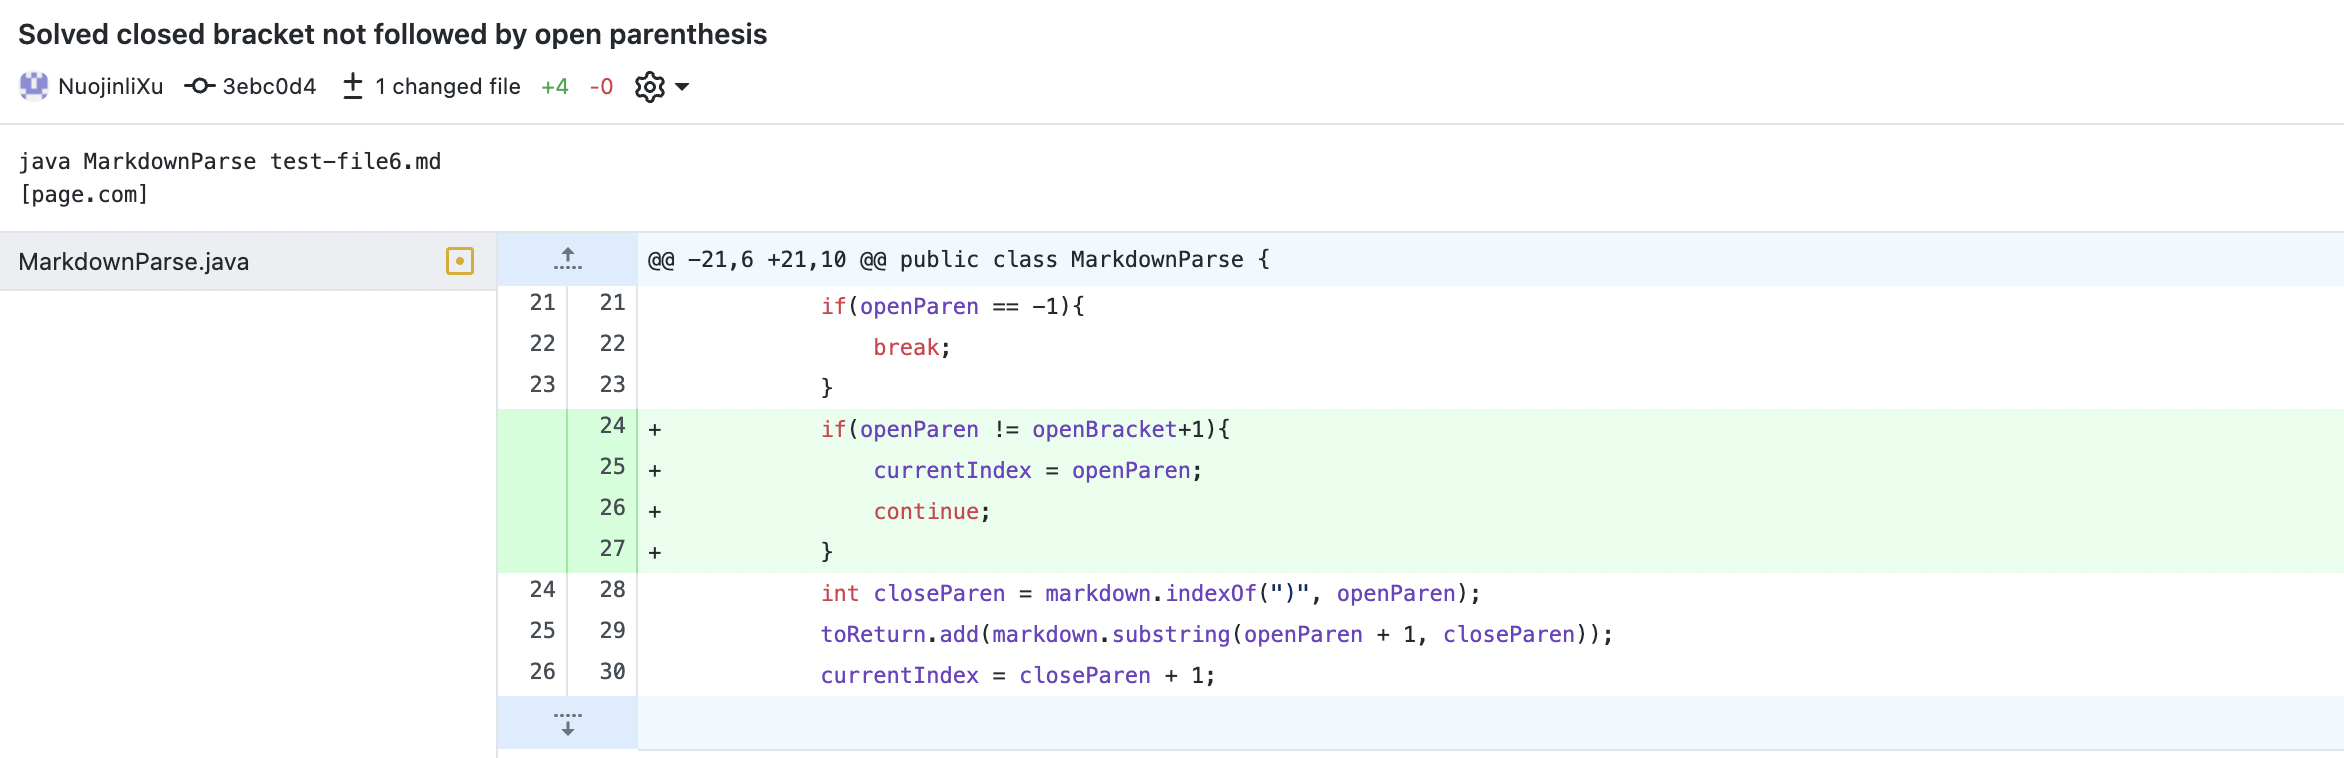 Solved closed bracket not followed by open parenthesis
NuojinliXu 3ebc0d4 1 changed file +4 -0
java MarkdownParse test-file6.md
[page.com]
MarkdownParse.java
@@ -21,6 +21,10 @@ public class MarkdownParse {
21 21 if(openParen == -1){
22 22 break;
23 23 }
24 + if(openParen != openBracket+1){
25 + currentIndex = openParen;
26 + continue;
27 + }
24 28 int closeParen = markdown.indexOf(")", openParen);
25 29 toReturn.add(markdown.substring(openParen + 1, closeParen));
26 30 currentIndex = closeParen + 1;